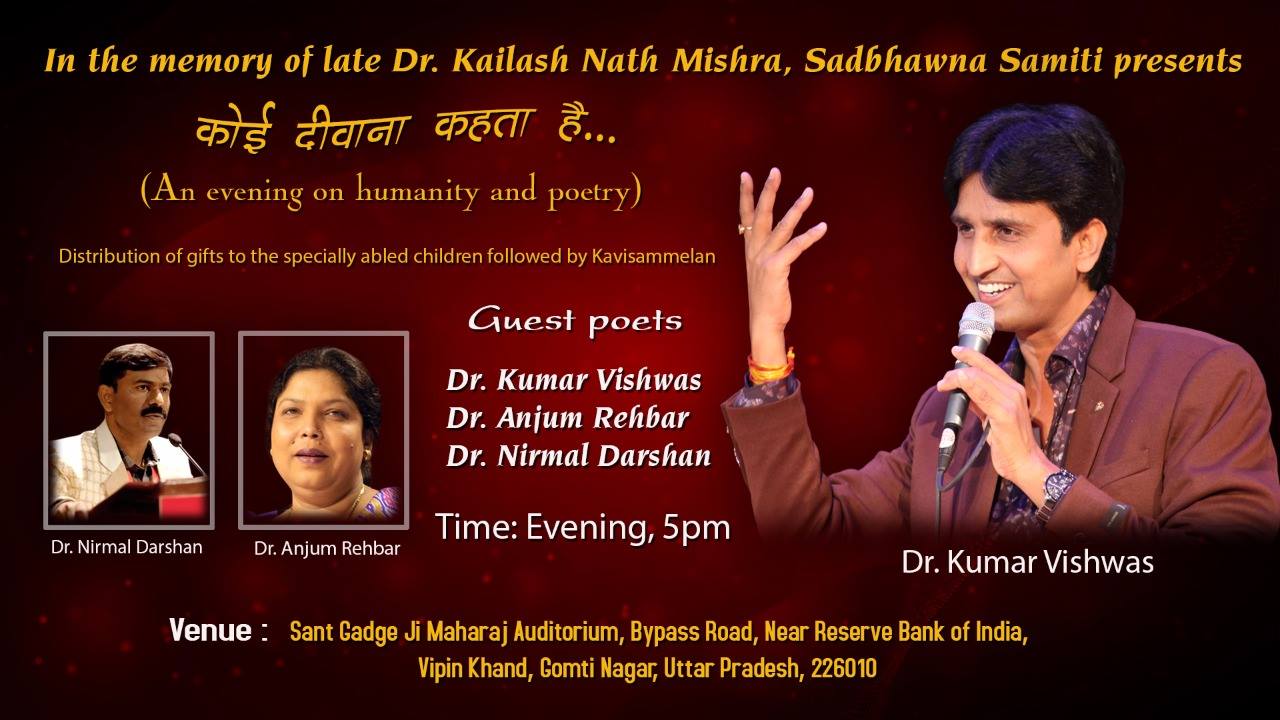 In the memory of late Dr. Kailash Nath Mishra, Sadbhawna Samiti presents
कोई दीवाना कहता है...
(An evening on humanity and poetry)
Distribution of gifts to the specially abled children followed by Kavisammelan
Guest poets
Dr. Kumar Vishwas
Dr. Anjum Rehbar
Dr. Nirmal Darshan
Time: Evening, 5pm
Dr. Nirmal Darshan
Dr. Anjum Rehbar
Dr. Kumar Vishwas
Venue : Sant Gadge Ji Maharaj Auditorium, Bypass Road, Near Reserve Bank of India,
Vipin Khand, Gomti Nagar, Uttar Pradesh, 226010